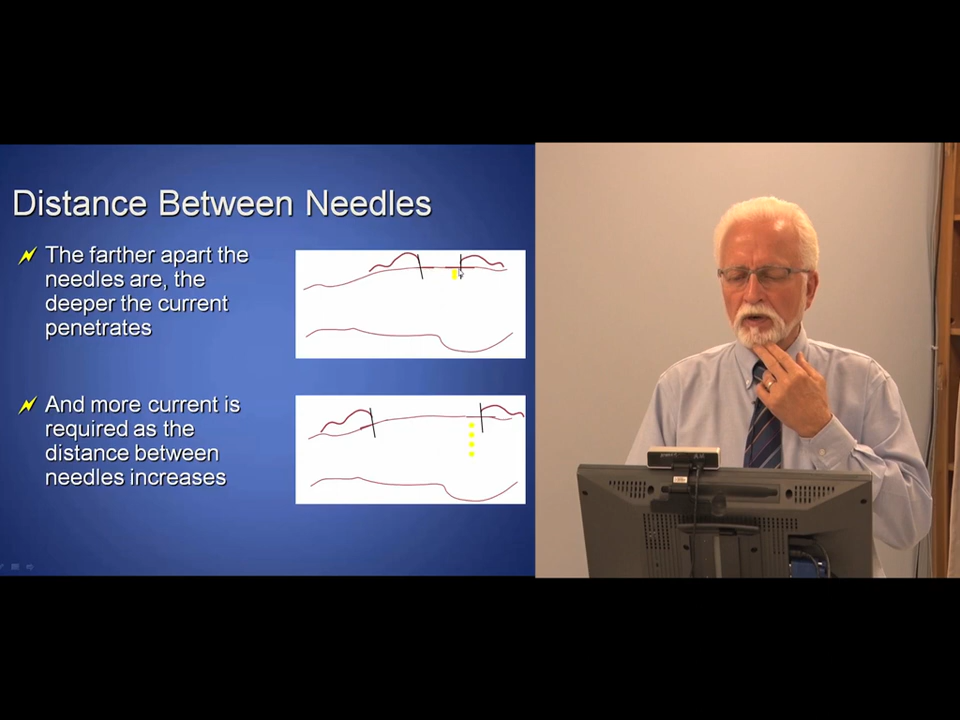 Distance Between Needles
The farther apart the
needles are, the
deeper the current
penetrates
And more current is
required as the
distance between
needles increases